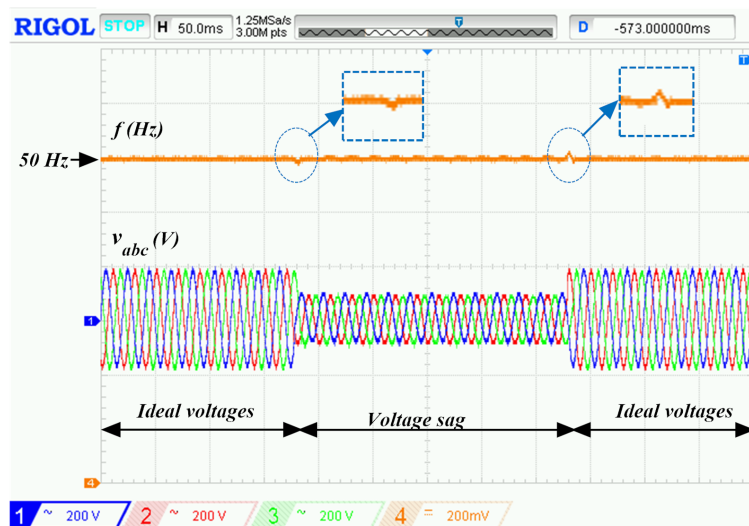 RIGOL STOP H 50.0ms 1.25MSa/s 3.00M pts T D -573.000000ms
T
f (Hz)
50 Hz
vabc (V)
1
Ideal voltages Voltage sag Ideal voltages
4
1 ~ 200 V 2 ~ 200 V 3 ~ 200 V 4 = 200mV